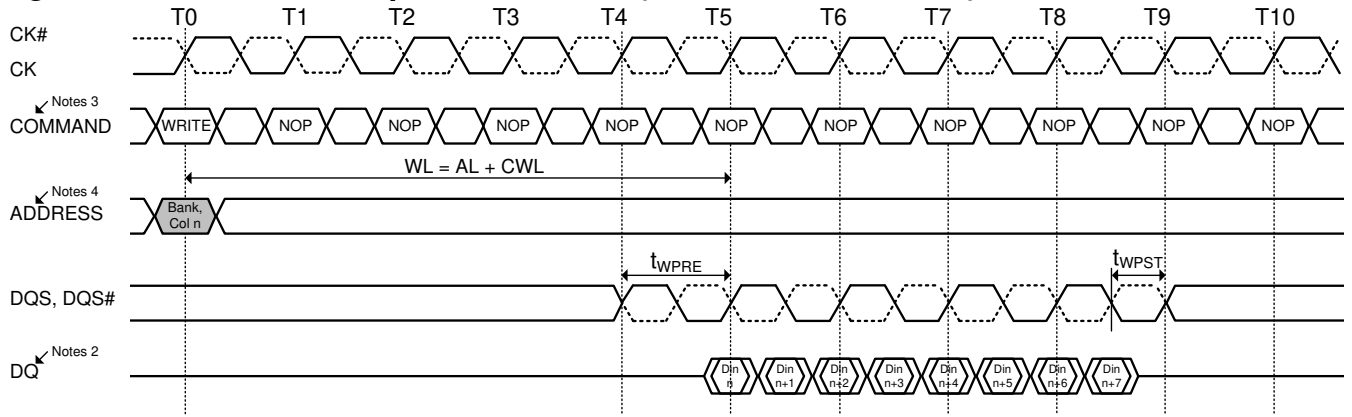 T0 T1 T2 T3 T4 T5 T6 T7 T8 T9 T10
CK#
CK
Notes 3
COMMAND WRITE NOP NOP NOP NOP NOP NOP NOP NOP NOP NOP
WL = AL + CWL
Notes 4
ADDRESS Bank, Col n
tWPRE tWPST
DQS, DQS#
Notes 2
DQ Din n Din n+1 Din n+2 Din n+3 Din n+4 Din n+5 Din n+6 Din n+7